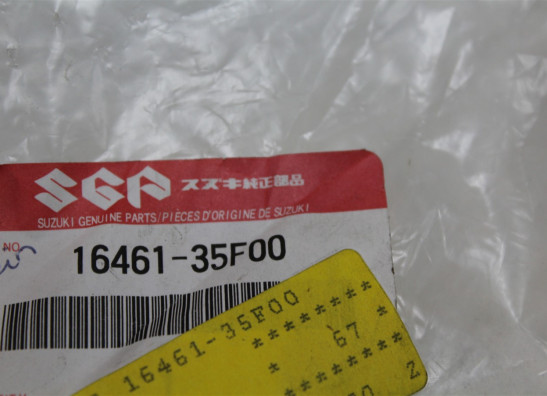 SGP スズキ純正部品
SUZUKI GENUINE PARTS/PIÈCES D'ORIGINE DE SUZUKI
NO
16461-35F00
16461-35F00
********
* 67 *
********